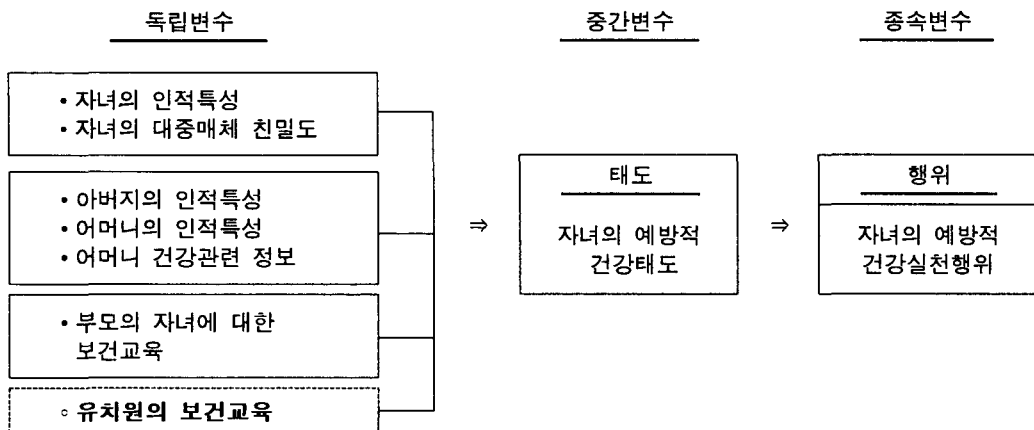 독립변수
중간변수
종속변수
• 자녀의 인적특성
• 자녀의 대중매체 친밀도
• 아버지의 인적특성
• 어머니의 인적특성
• 어머니 건강관련 정보
• 부모의 자녀에 대한
보건교육
◦ 유치원의 보건교육
⇒
태도
자녀의 예방적
건강태도
⇒
행위
자녀의 예방적
건강실천행위